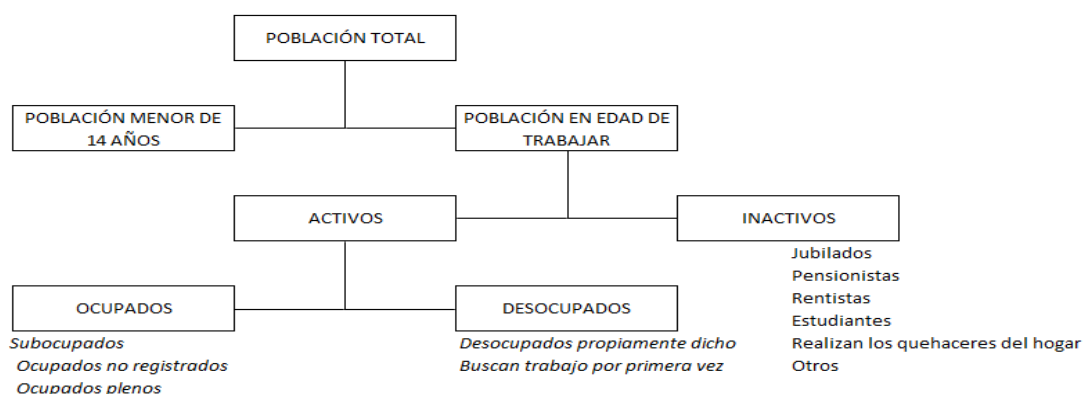 POBLACIÓN TOTAL
POBLACIÓN MENOR DE
14 AÑOS
POBLACIÓN EN EDAD DE
TRABAJAR
ACTIVOS
INACTIVOS
Jubilados
Pensionistas
Rentistas
Estudiantes
Realizan los quehaceres del hogar
Otros
OCUPADOS
Subocupados
Ocupados no registrados
Ocupados plenos
DESOCUPADOS
Desocupados propiamente dicho
Buscan trabajo por primera vez